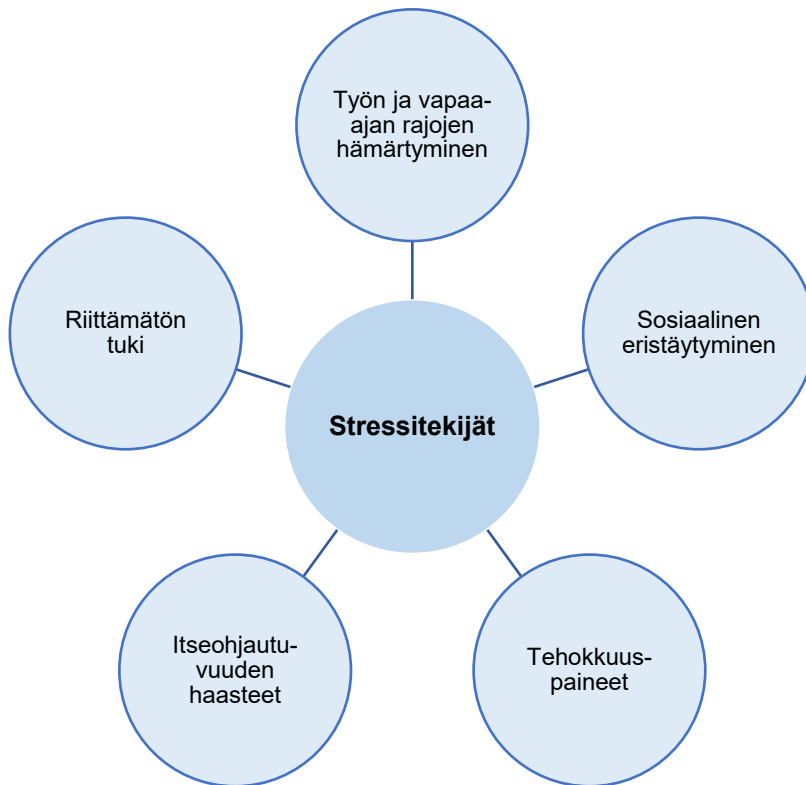 Työn ja vapaa-
ajan rajojen
hämärtyminen
Riittämätön
tuki
Sosiaalinen
eristäytyminen
Stressitekijät
Itseohjautu-
vuuden
haasteet
Tehokkuus-
paineet